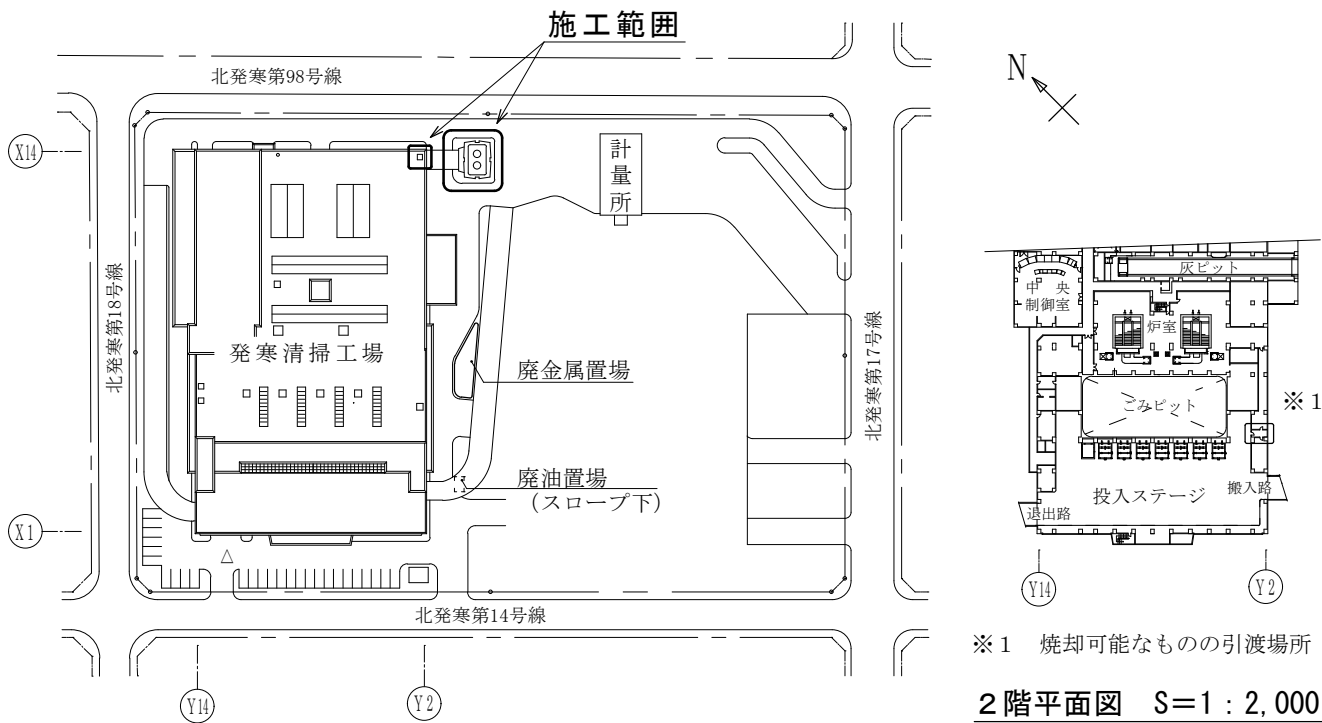 施工範囲
北発寒第98号線
N
X14
計量所
北発寒第18号線
発寒清掃工場
廃金属置場
北発寒第17号線
廃油置場
(スロープ下)
X1
北発寒第14号線
Y14
Y2
灰ピット
中央
制御室
炉室
ごみピット
※1
搬入路
投入ステージ
退出路
Y14
Y2
※1 焼却可能なものの引渡場所
2階平面図 S=1:2,000